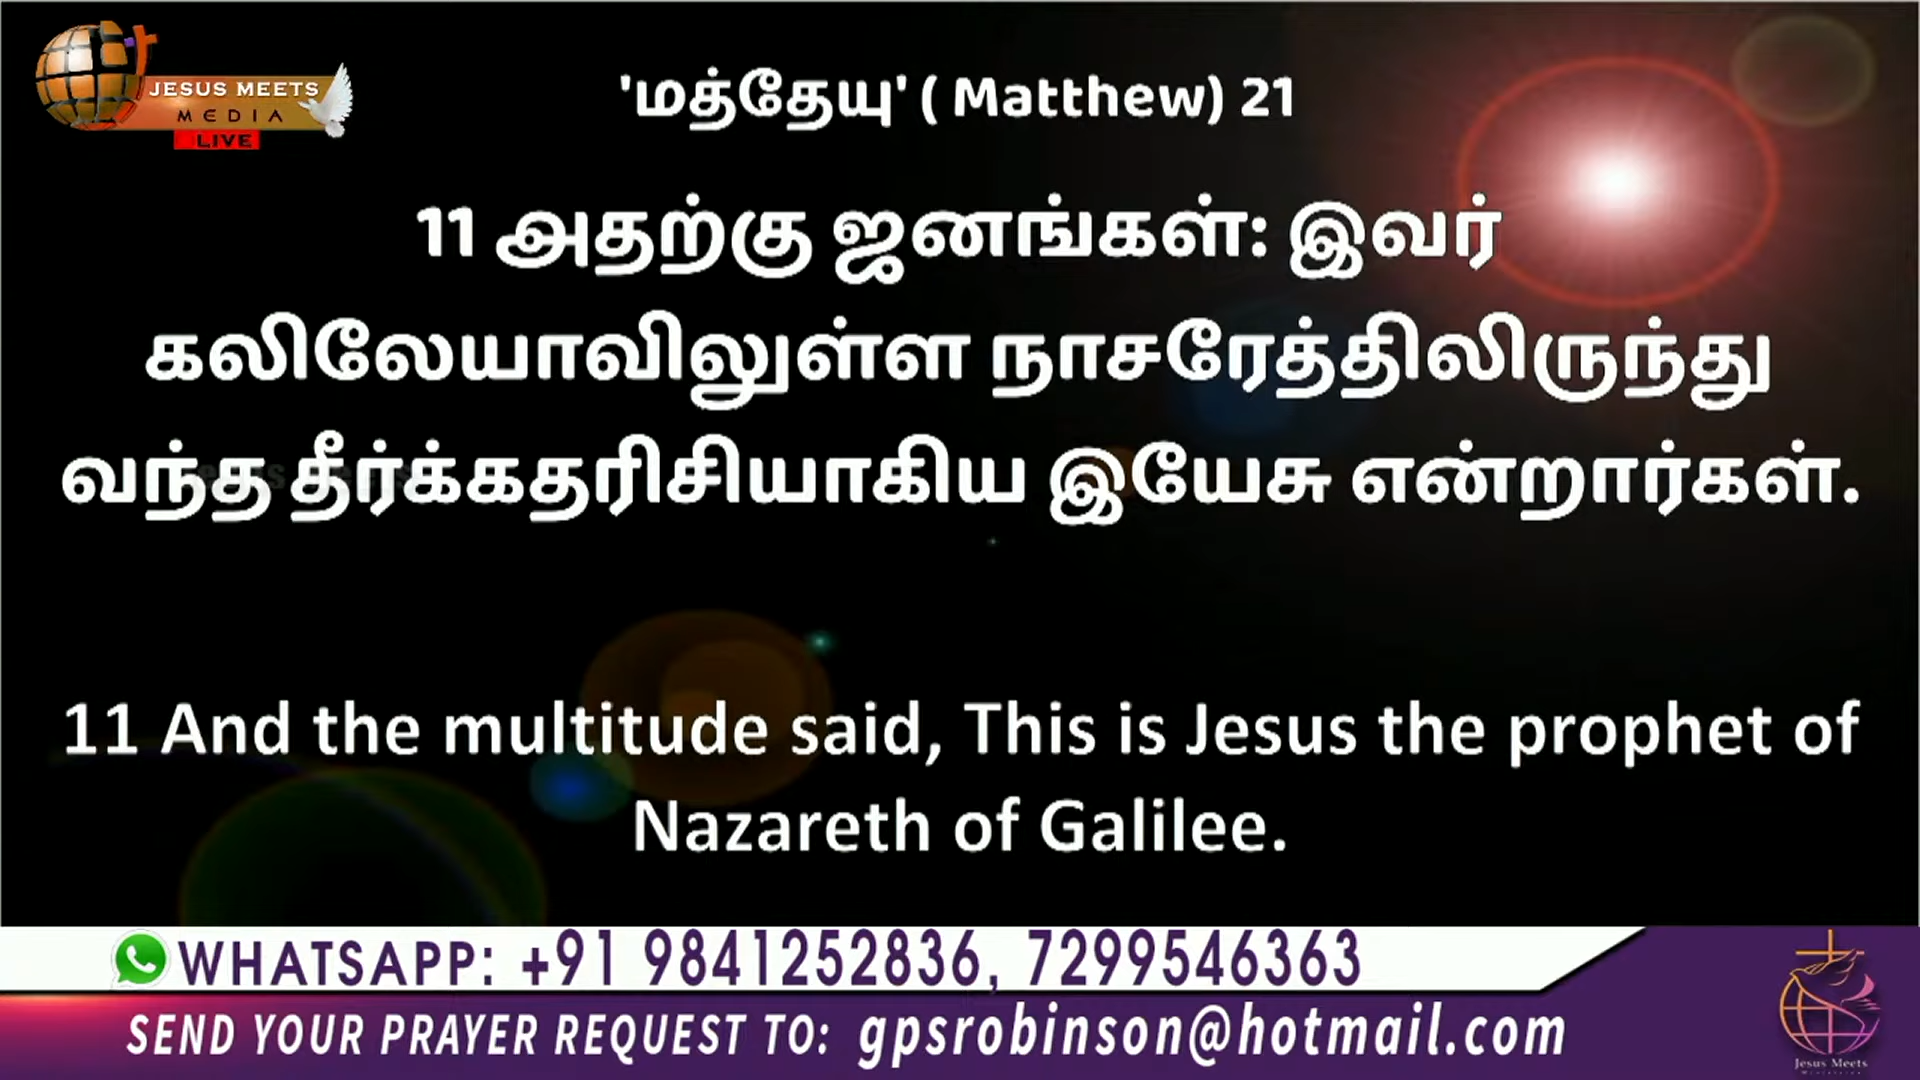 JESUS MEETS
MEDIA
LIVE
'மத்தேயு' ( Matthew) 21
11 அதற்கு ஜனங்கள்: இவர்
கலிலேயாவிலுள்ள நாசரேத்திலிருந்து
வந்த தீர்க்கதரிசியாகிய இயேசு என்றார்கள்.
11 And the multitude said, This is Jesus the prophet of
Nazareth of Galilee.
WHATSAPP: +91 9841252836, 7299546363
SEND YOUR PRAYER REQUEST TO: gpsrobinson@hotmail.com
Jesus Meets